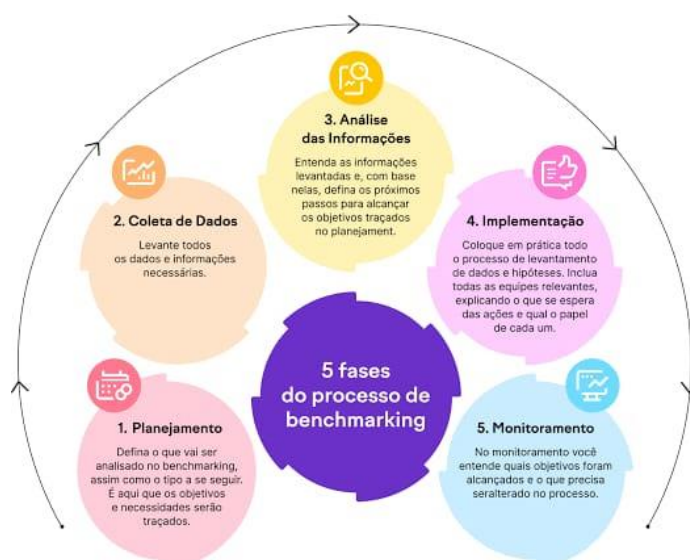 3. Análise
das Informações
Entenda as informações
levantadas e, com base
nelas, defina os próximos
passos para alcançar
os objetivos traçados
no planejament.
2. Coleta de Dados
Levante todos
os dados e informações
necessárias.
4. Implementação
Coloque em prática todo
o processo de levantamento
de dados e hipóteses. Inclua
todas as equipes relevantes,
explicando o que se espera
das ações e qual o papel
de cada um.
5 fases
do processo de
benchmarking
1. Planejamento
Defina o que vai ser
analisado no benchmarking,
assim como o tipo a se seguir.
É aqui que os objetivos
e necessidades serão
traçados.
5. Monitoramento
No monitoramento você
entende quais objetivos foram
alcançados e o que precisa
seralterado no processo.